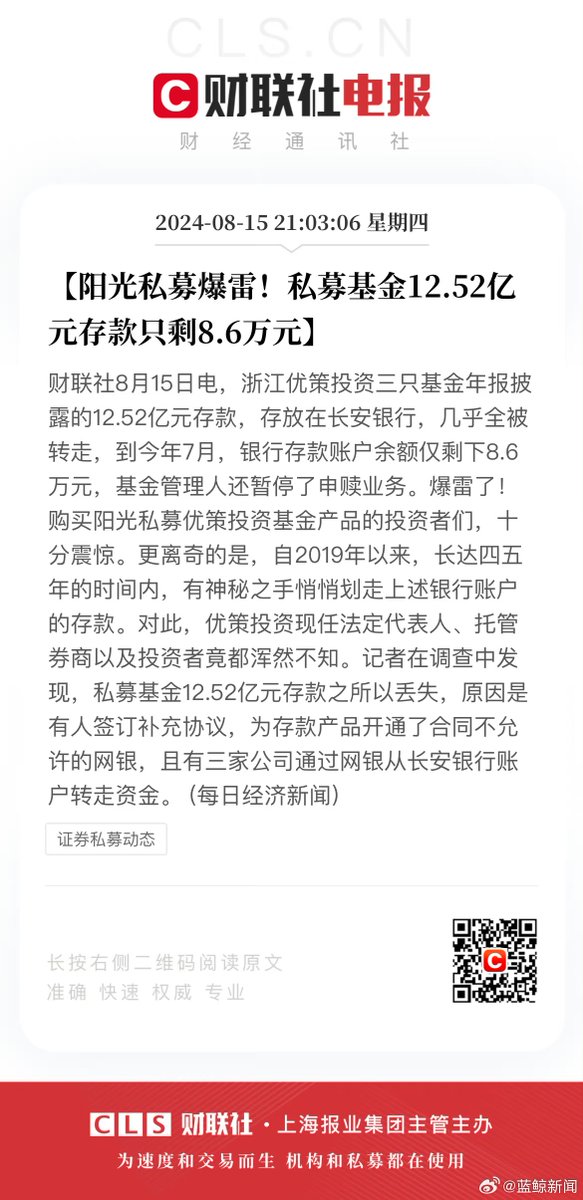 CLS.CN
财联社电报
财经通讯社
2024-08-15 21:03:06 星期四
【阳光私募爆雷！私募基金12.52亿
元存款只剩8.6万元】
财联社8月15日电，浙江优策投资三只基金年报披
露的12.52亿元存款，存放在长安银行，几乎全被
转走，到今年7月，银行存款账户余额仅剩下8.6
万元，基金管理人还暂停了申赎业务。爆雷了！
购买阳光私募优策投资基金产品的投资者们，十
分震惊。更离奇的是，自2019年以来，长达四五
年的时间内，有神秘之手悄悄划走上述银行账户
的存款。对此，优策投资现任法定代表人、托管
券商以及投资者竟都浑然不知。记者在调查中发
现，私募基金12.52亿元存款之所以丢失，原因是
有人签订补充协议，为存款产品开通了合同不允
许的网银，且有三家公司通过网银从长安银行账
户转走资金。（每日经济新闻）
证券私募动态
长按右侧二维码阅读原文
准确 快速 权威 专业
CLS 财联社·上海报业集团主管主办
为速度和交易而生 机构和私募都在使用
@蓝鲸新闻